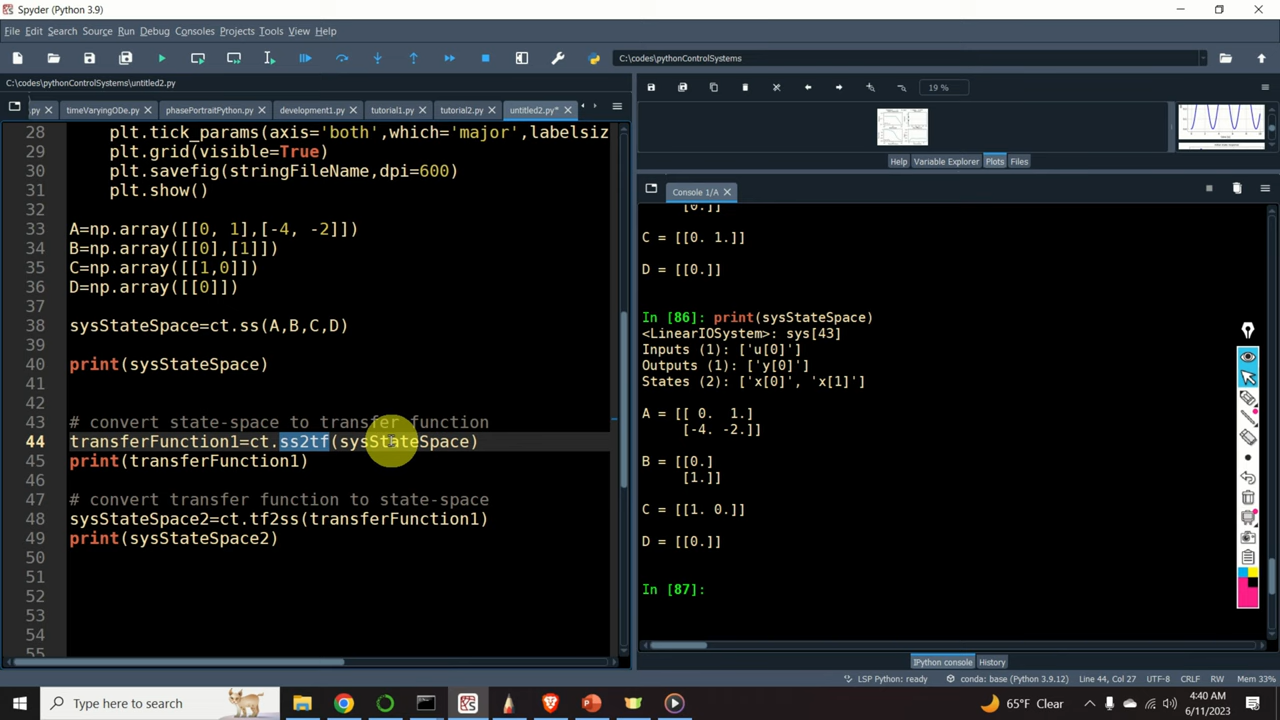 Spyder (Python 3.9)
File Edit Search Source Run Debug Consoles Projects Tools View Help
C:\codes\pythonControlSystems
C:\codes\pythonControlSystems\untitled2.py
.py timeVaryingODe.py phasePortraitPython.py development1.py tutorial1.py tutorial2.py untitled2.py*
28 plt.tick_params(axis='both',which='major',labelsiz
29 plt.grid(visible=True)
30 plt.savefig(stringFileName,dpi=600)
31 plt.show()
32
33 A=np.array([[0, 1],[-4, -2]])
34 B=np.array([[0],[1]])
35 C=np.array([[1,0]])
36 D=np.array([[0]])
37
38 sysStateSpace=ct.ss(A,B,C,D)
39
40 print(sysStateSpace)
41
42
43 # convert state-space to transfer function
44 transferFunction1=ct.ss2tf(sysStateSpace)
45 print(transferFunction1)
46
47 # convert transfer function to state-space
48 sysStateSpace2=ct.tf2ss(transferFunction1)
49 print(sysStateSpace2)
50
51
52
53
54
55
19 %
Help Variable Explorer Plots Files
Console 1/A
[0.]]
C = [[0. 1.]]
D = [[0.]]
In [86]: print(sysStateSpace)
<LinearIOSystem>: sys[43]
Inputs (1): ['u[0]']
Outputs (1): ['y[0]']
States (2): ['x[0]', 'x[1]']
A = [[ 0. 1.]
[-4. -2.]]
B = [[0.]
[1.]]
C = [[1. 0.]]
D = [[0.]]
In [87]:
IPython console History
LSP Python: ready conda: base (Python 3.9.12) Line 44, Col 27 UTF-8 CRLF RW Mem 33%
Type here to search
65°F Clear
4:40 AM
6/11/2023